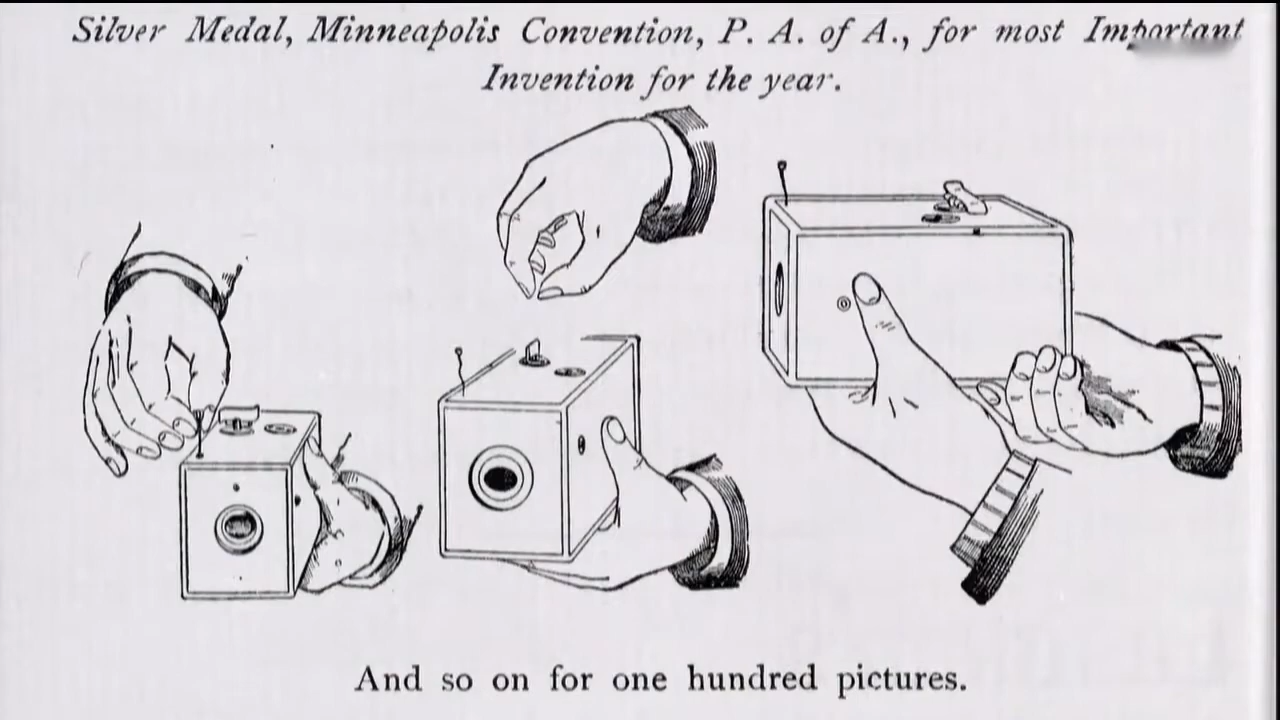 Silver Medal, Minneapolis Convention, P. A. of A., for most Important
Invention for the year.
And so on for one hundred pictures.